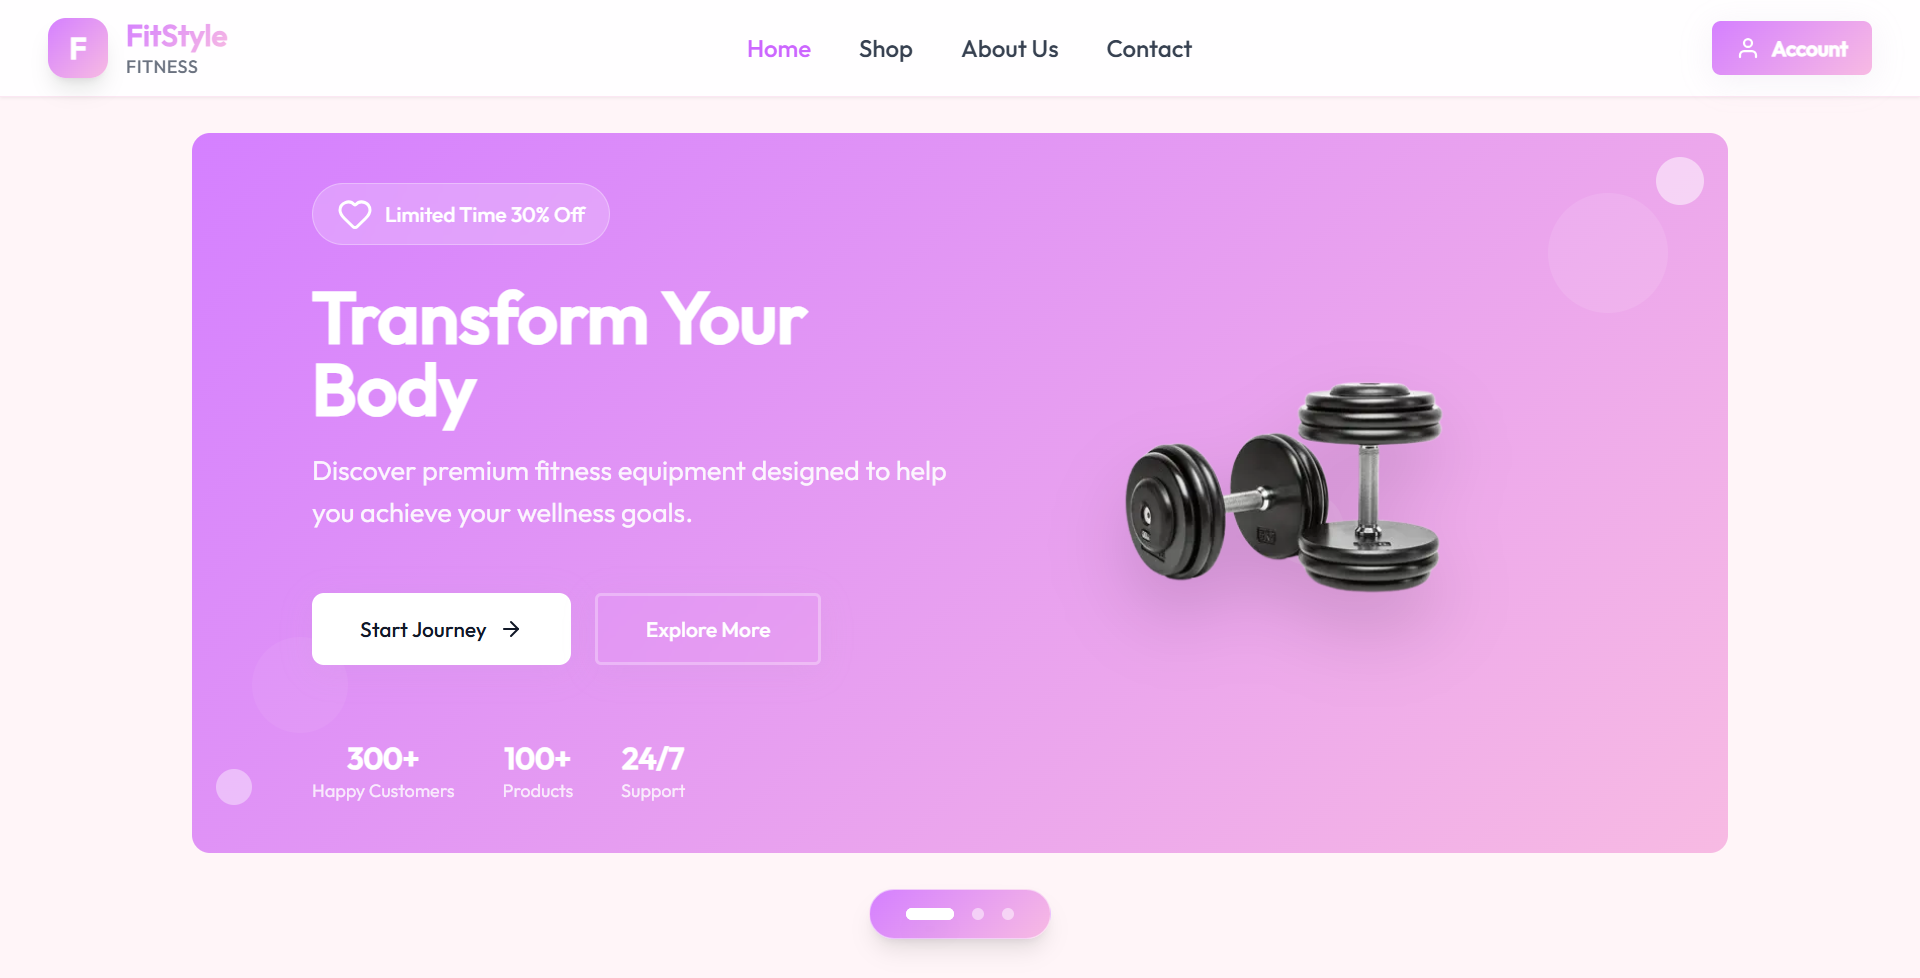 F
FitStyle
FITNESS
Home
Shop
About Us
Contact
Account
Limited Time 30% Off
Transform Your
Body
Discover premium fitness equipment designed to help
you achieve your wellness goals.
Start Journey
Explore More
300+
Happy Customers
100+
Products
24/7
Support